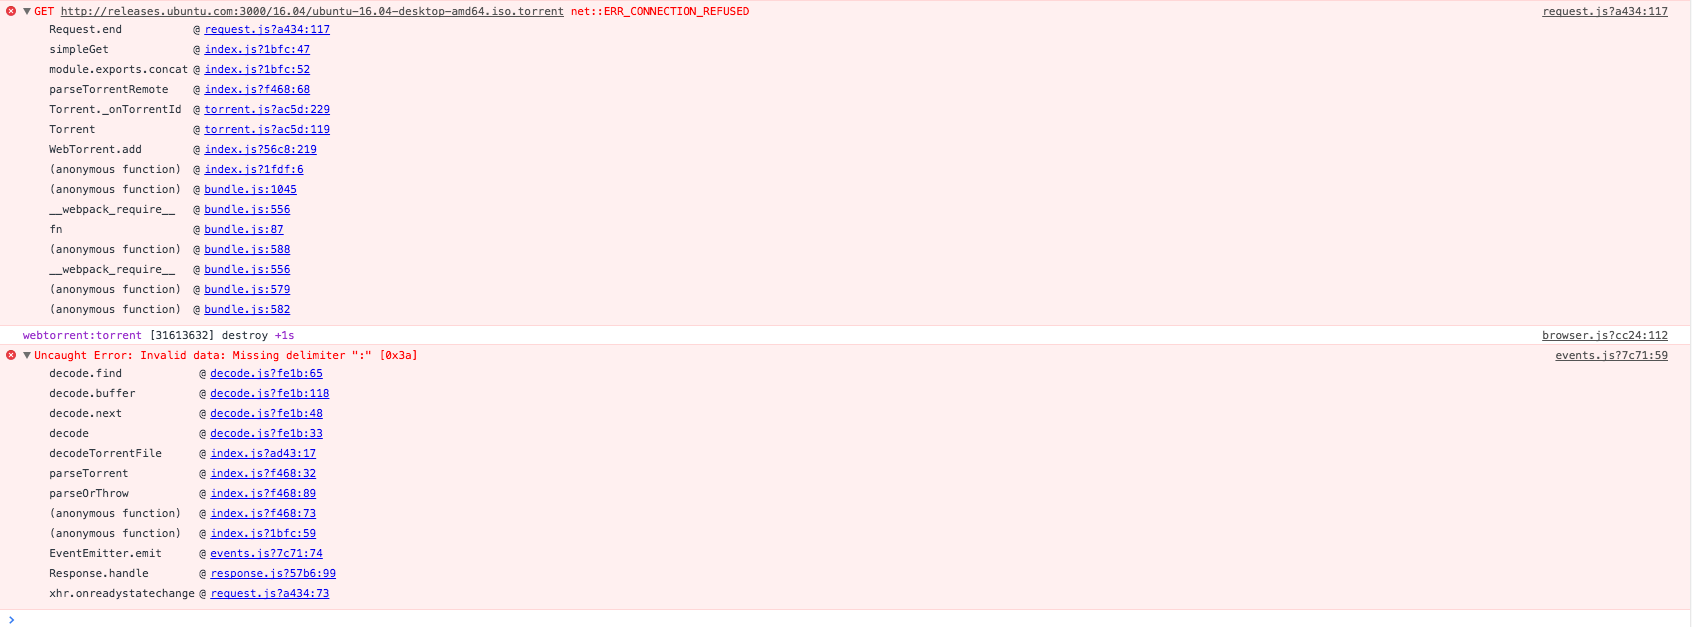 GET http://releases.ubuntu.com:3000/16.04/ubuntu-16.04-desktop-amd64.iso.torrent net::ERR_CONNECTION_REFUSED request.js?a434:117
Request.end @ request.js?a434:117
simpleGet @ index.js?1bfc:47
module.exports.concat @ index.js?1bfc:52
parseTorrentRemote @ index.js?f468:68
Torrent._onTorrentId @ torrent.js?ac5d:229
Torrent @ torrent.js?ac5d:119
WebTorrent.add @ index.js?56c8:219
(anonymous function) @ index.js?1fdf:6
(anonymous function) @ bundle.js:1045
__webpack_require__ @ bundle.js:556
fn @ bundle.js:87
(anonymous function) @ bundle.js:588
__webpack_require__ @ bundle.js:556
(anonymous function) @ bundle.js:579
(anonymous function) @ bundle.js:582
webtorrent:torrent [31613632] destroy +1s browser.js?cc24:112
Uncaught Error: Invalid data: Missing delimiter ":" [0x3a] events.js?7c71:59
decode.find @ decode.js?fe1b:65
decode.buffer @ decode.js?fe1b:118
decode.next @ decode.js?fe1b:48
decode @ decode.js?fe1b:33
decodeTorrentFile @ index.js?ad43:17
parseTorrent @ index.js?f468:32
parseOrThrow @ index.js?f468:89
(anonymous function) @ index.js?f468:73
(anonymous function) @ index.js?1bfc:59
EventEmitter.emit @ events.js?7c71:74
Response.handle @ response.js?57b6:99
xhr.onreadystatechange @ request.js?a434:73